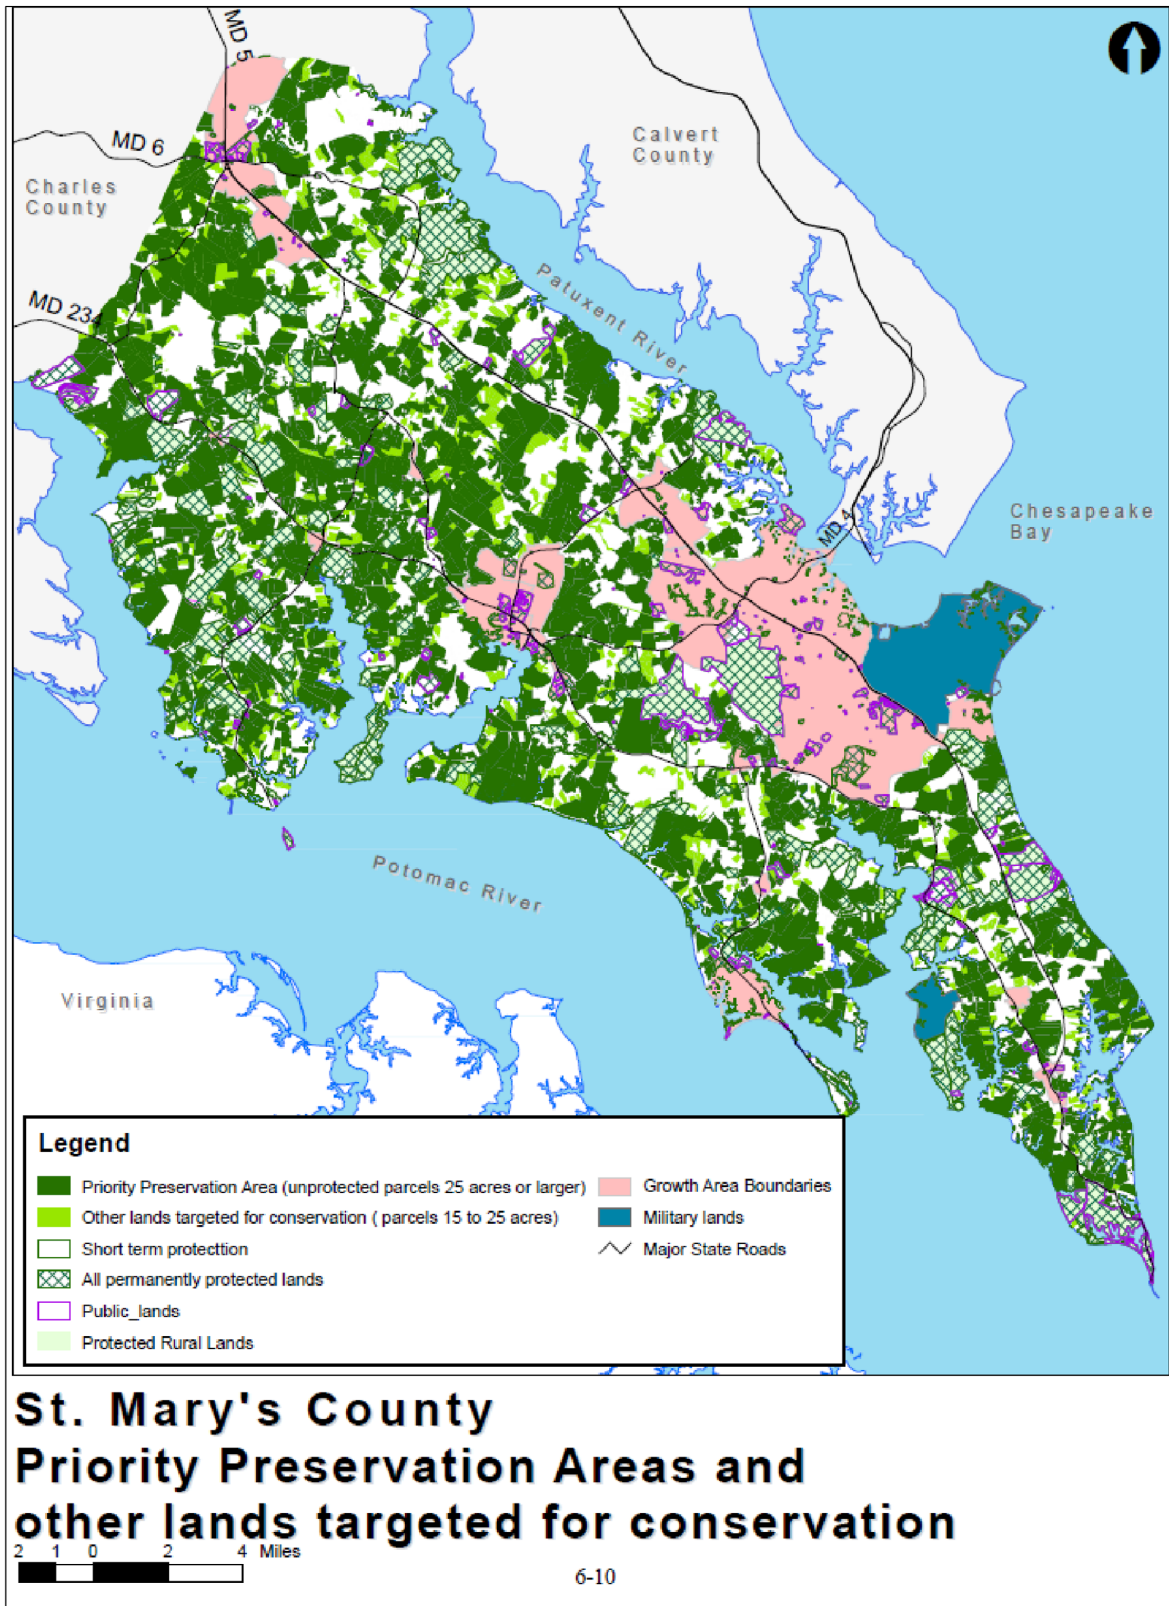 MD 5
MD 6
Calvert
County
Charles
County
Patuxent River
MD 234
MD 4
Chesapeake
Bay
Potomac River
Virginia
Legend
Priority Preservation Area (unprotected parcels 25 acres or larger)
Other lands targeted for conservation ( parcels 15 to 25 acres)
Short term protecttion
All permanently protected lands
Public_lands
Protected Rural Lands
Growth Area Boundaries
Military lands
Major State Roads
St. Mary's County
Priority Preservation Areas and
other lands targeted for conservation
2 1 0 2 4 Miles
6-10